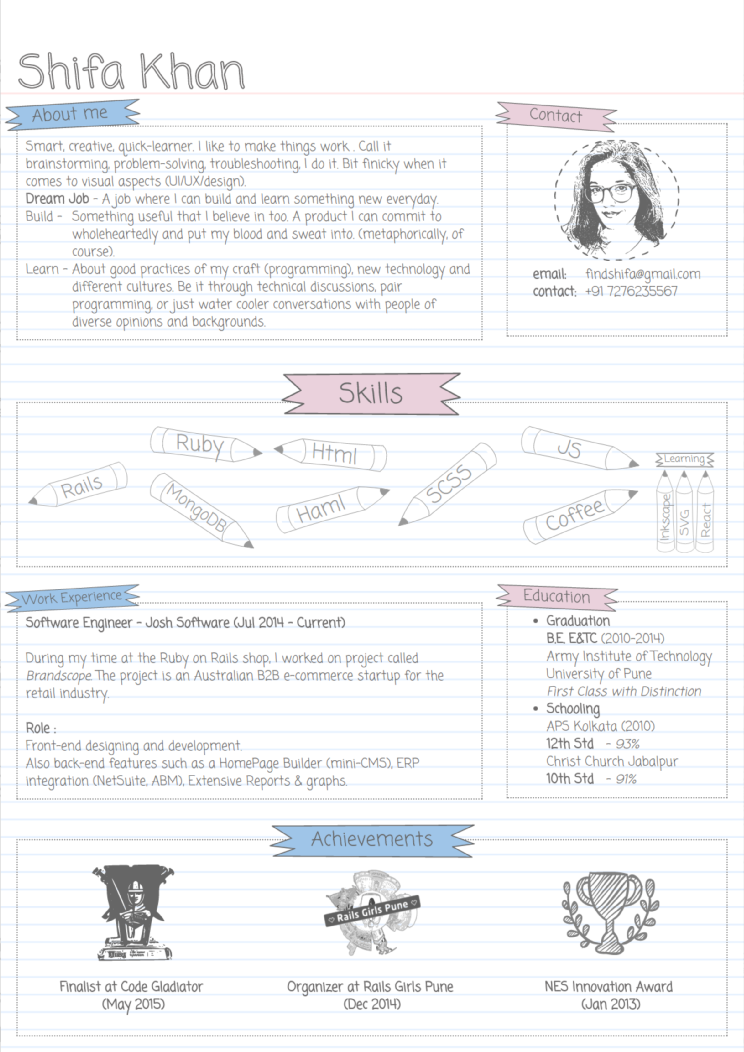 Shifa Khan
About me
Smart, creative, quick-learner. I like to make things work . Call it
brainstorming, problem-solving, troubleshooting, I do it. Bit finicky when it
comes to visual aspects (UI/UX/design).
Dream Job - A job where I can build and learn something new everyday.
Build - Something useful that I believe in too. A product I can commit to
wholeheartedly and put my blood and sweat into. (metaphorically, of
course).
Learn - About good practices of my craft (programming), new technology and
different cultures. Be it through technical discussions, pair
programming, or just water cooler conversations with people of
diverse opinions and backgrounds.
Contact
email: findshifa@gmail.com
contact: +91 7276235567
Skills
Rails
Ruby
MongoDB
Html
Haml
SCSS
JS
Coffee
Learning
Inkscape
SVG
React
Work Experience
Software Engineer - Josh Software (Jul 2014 - Current)
During my time at the Ruby on Rails shop, I worked on project called
Brandscope. The project is an Australian B2B e-commerce startup for the
retail industry.
Role :
Front-end designing and development.
Also back-end features such as a HomePage Builder (mini-CMS), ERP
integration (NetSuite, ABM), Extensive Reports & graphs.
Education
• Graduation
B.E. E&TC (2010-2014)
Army Institute of Technology
University of Pune
First Class with Distinction
• Schooling
APS Kolkata (2010)
12th Std - 93%
Christ Church Jabalpur
10th Std - 91%
Achievements
Rails Girls Pune
Finalist at Code Gladiator
(May 2015)
Organizer at Rails Girls Pune
(Dec 2014)
NES Innovation Award
(Jan 2013)